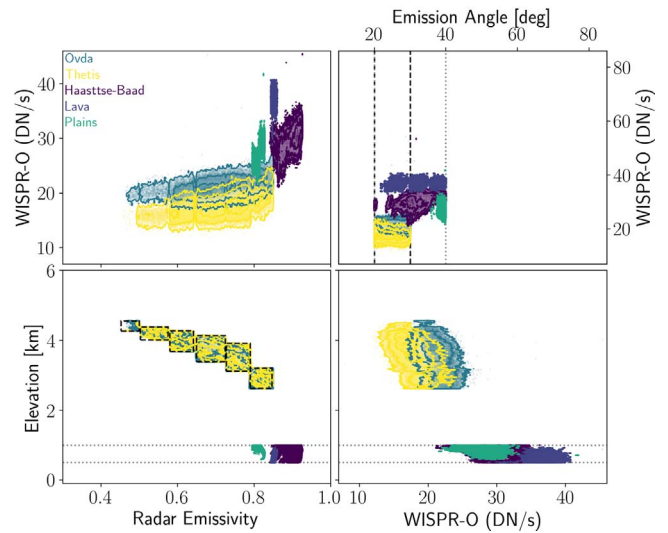 Emission Angle [deg]
20 40 60 80
Ovda
Thetis
Haasttse-Baad
Lava
Plains
WISPR-O (DN/s)
40
30
20
10
80
60
40
20
WISPR-O (DN/s)
Elevation [km]
6
4
2
0
0.4 0.6 0.8 1.0
Radar Emissivity
10 20 30 40
WISPR-O (DN/s)